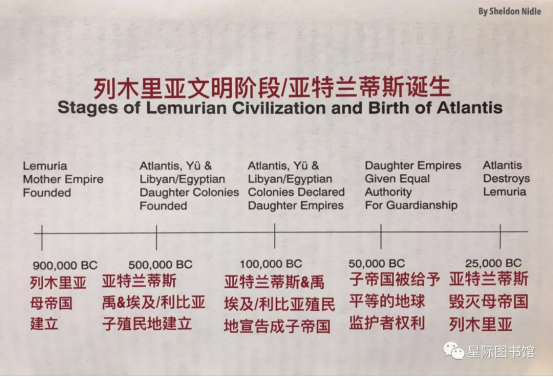 By Sheldon Nidle
列木里亚文明阶段/亚特兰蒂斯诞生
Stages of Lemurian Civilization and Birth of Atlantis
Lemuria
Mother Empire
Founded
Atlantis, Yü &
Libyan/Egyptian
Daughter Colonies
Founded
Atlantis, Yü &
Libyan/Egyptian
Colonies Declared
Daughter Empires
Daughter Empires
Given Equal
Authority
For Guardianship
Atlantis
Destroys
Lemuria
900,000 BC
500,000 BC
100,000 BC
50,000 BC
25,000 BC
列木里亚
母帝国
建立
亚特兰蒂斯
禹&埃及/利比亚
子殖民地建立
亚特兰蒂斯&禹
埃及/利比亚殖民
地宣告成子帝国
子帝国被给予
平等的地球
监护者权利
亚特兰蒂斯
毁灭母帝国
列木里亚
星际图书馆